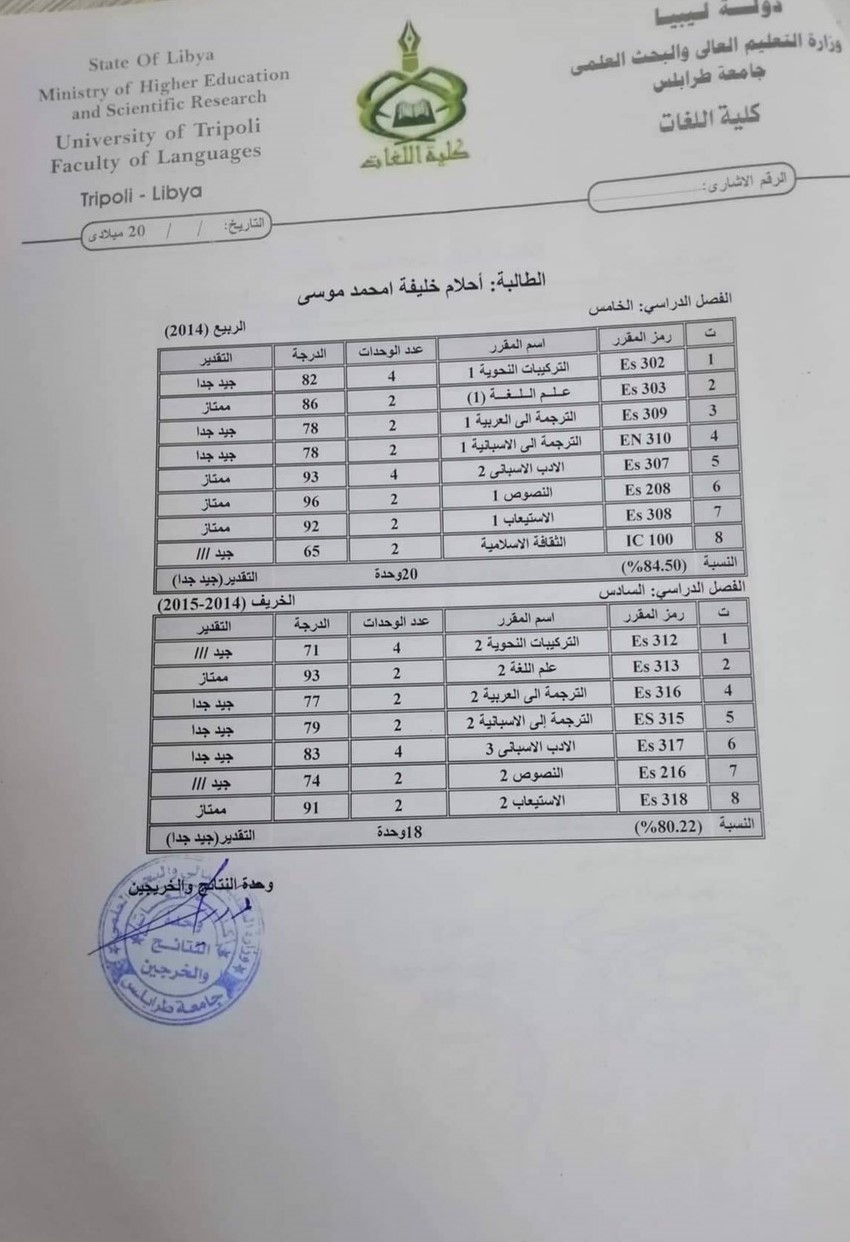 State Of Libya
Ministry of Higher Education
and Scientific Research
University of Tripoli
Faculty of Languages
Tripoli - Libya
دولة ليبيا
وزارة التعليم العالى والبحث العلمى
جامعة طرابلس
كلية اللغات
كلية اللغات
الرقم الاشارى:
التاريخ: / / 20 ميلادى
الطالبة: أحلام خليفة امحمد موسى
الفصل الدراسي: الخامس الربيع (2014)
ت رمز المقرر اسم المقرر عدد الوحدات الدرجة التقدير
1 Es 302 التركيبات النحوية 1 4 82 جيد جدا
2 Es 303 علم اللغة (1) 2 86 ممتاز
3 Es 309 الترجمة الى العربية 1 2 78 جيد جدا
4 EN 310 الترجمة الى الاسبانية 1 2 78 جيد جدا
5 Es 307 الادب الاسبانى 2 4 93 ممتاز
6 Es 208 النصوص 1 2 96 ممتاز
7 Es 308 الاستيعاب 1 2 92 ممتاز
8 IC 100 الثقافة الاسلامية 2 65 جيد ///
النسبة (84.50%) 20وحدة التقدير(جيد جدا)
الفصل الدراسي: السادس الخريف (2014-2015)
ت رمز المقرر اسم المقرر عدد الوحدات الدرجة التقدير
1 Es 312 التركيبات النحوية 2 4 71 جيد ///
2 Es 313 علم اللغة 2 2 93 ممتاز
4 Es 316 الترجمة الى العربية 2 2 77 جيد جدا
5 ES 315 الترجمة إلى الاسبانية 2 2 79 جيد جدا
6 Es 317 الادب الاسبانى 3 4 83 جيد جدا
7 Es 216 النصوص 2 2 74 جيد ///
8 Es 318 الاستيعاب 2 2 91 ممتاز
النسبة (80.22%) 18وحدة التقدير(جيد جدا)
وحدة النتائج والخريجين
وحدة
النتائج
والخرجين
جامعة طرابلس